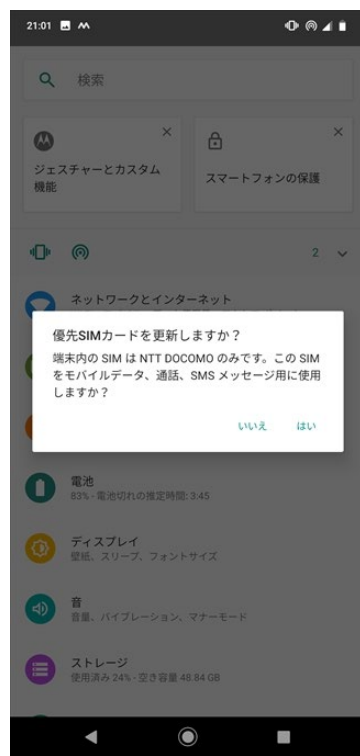 21:01
検索
ジェスチャーとカスタム
機能
スマートフォンの保護
2
ネットワークとインターネット
優先SIMカードを更新しますか？
端末内の SIM は NTT DOCOMO のみです。この SIM
をモバイルデータ、通話、SMS メッセージ用に使用
しますか？
いいえ
はい
電池
83% - 電池切れの推定時間: 3:45
ディスプレイ
壁紙、スリープ、フォントサイズ
音
音量、バイブレーション、マナーモード
ストレージ
使用済み 24% - 空き容量 48.84 GB